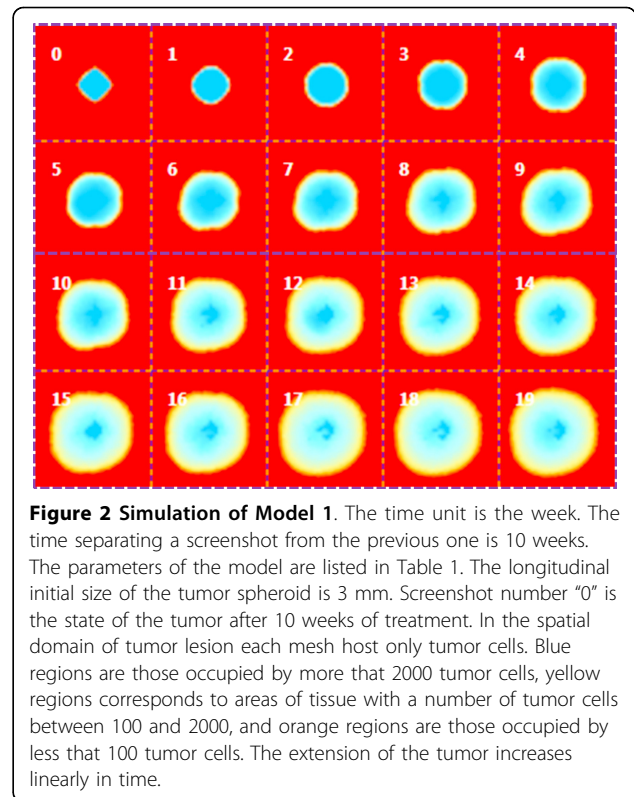 0 1 2 3 4
5 6 7 8 9
10 11 12 13 14
15 16 17 18 19
Figure 2 Simulation of Model 1. The time unit is the week. The
time separating a screenshot from the previous one is 10 weeks.
The parameters of the model are listed in Table 1. The longitudinal
initial size of the tumor spheroid is 3 mm. Screenshot number "0" is
the state of the tumor after 10 weeks of treatment. In the spatial
domain of tumor lesion each mesh host only tumor cells. Blue
regions are those occupied by more that 2000 tumor cells, yellow
regions corresponds to areas of tissue with a number of tumor cells
between 100 and 2000, and orange regions are those occupied by
less that 100 tumor cells. The extension of the tumor increases
linearly in time.